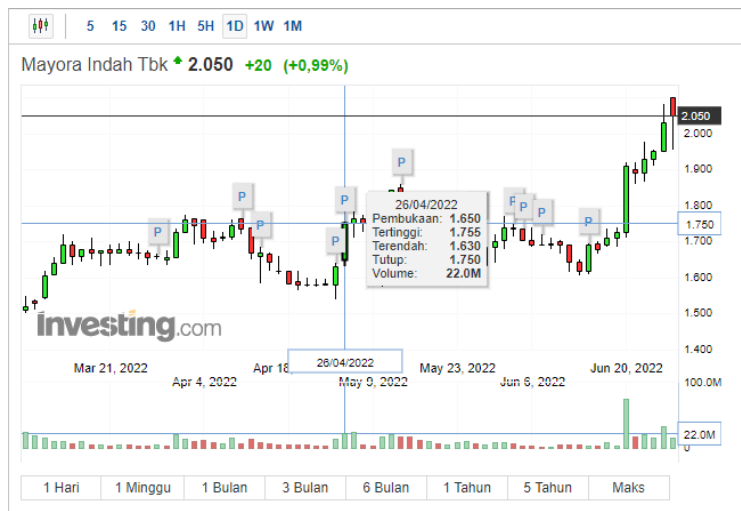 5 15 30 1H 5H 1D 1W 1M
Mayora Indah Tbk 2.050 +20 (+0,99%)
2.050
2.000
1.900
1.800
1.750
1.700
1.600
1.500
1.400
P
P
P
P
P
P
P
P
P
P
26/04/2022
Pembukaan: 1.650
Tertinggi: 1.755
Terendah: 1.630
Tutup: 1.750
Volume: 22.0M
Investing.com
26/04/2022
Mar 21, 2022 Apr 18, May 23, 2022 Jun 20, 2022
Apr 4, 2022 May 9, 2022 Jun 6, 2022
100.0M
22.0M
0
1 Hari 1 Minggu 1 Bulan 3 Bulan 6 Bulan 1 Tahun 5 Tahun Maks